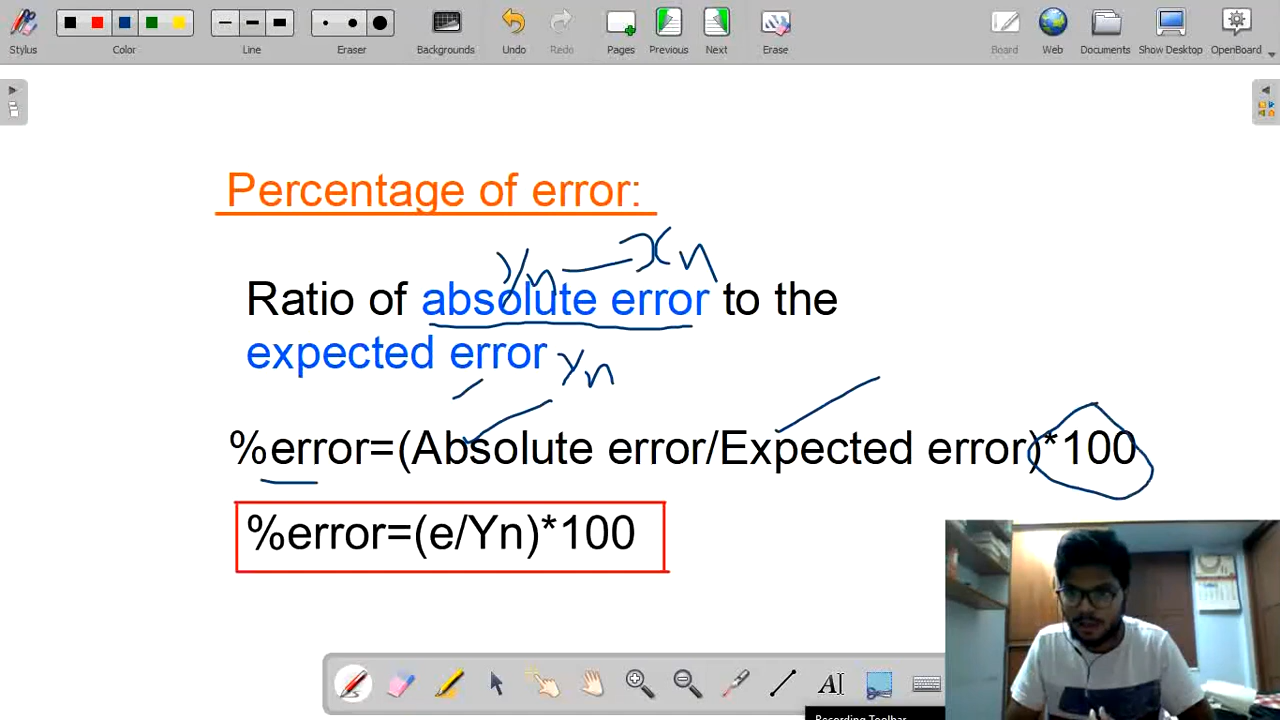 Stylus Color Line Eraser Backgrounds Undo Redo Pages Previous Next Erase Board Web Documents Show Desktop OpenBoard
Percentage of error:
Yn — Xn
Ratio of absolute error to the
expected error Yn
%error=(Absolute error/Expected error)*100
%error=(e/Yn)*100
Recording Toolbar